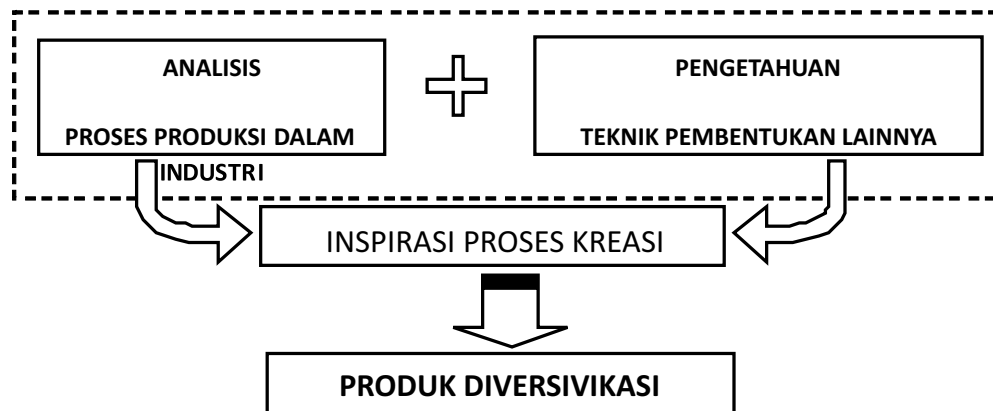 ANALISIS
PROSES PRODUKSI DALAM
INDUSTRI
PENGETAHUAN
TEKNIK PEMBENTUKAN LAINNYA
INSPIRASI PROSES KREASI
PRODUK DIVERSIVIKASI